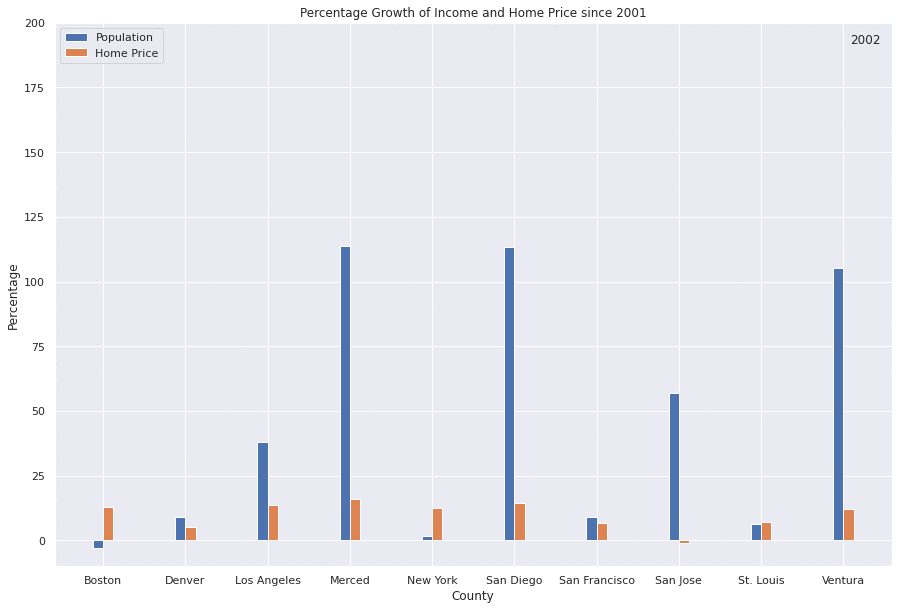 Percentage Growth of Income and Home Price since 2001
200
175
150
125
100
75
50
25
0
Percentage
Population
Home Price
2002
Boston Denver Los Angeles Merced New York San Diego San Francisco San Jose St. Louis Ventura
County